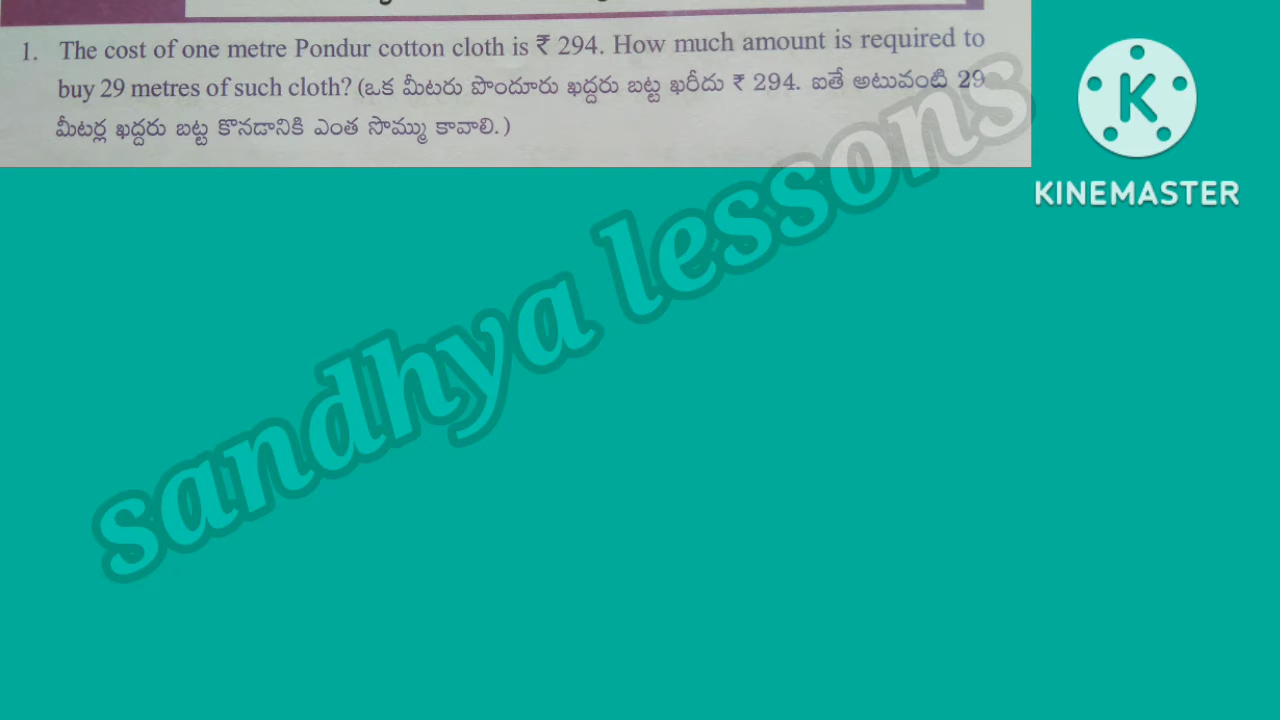 1. The cost of one metre Pondur cotton cloth is ₹ 294. How much amount is required to
buy 29 metres of such cloth? (ఒక మీటరు పొందూరు ఖద్దరు బట్ట ఖరీదు ₹ 294. ఐతే అటువంటి 29
మీటర్ల ఖద్దరు బట్ట కొనడానికి ఎంత సొమ్ము కావాలి.)
K
KINEMASTER
sandhya lessons